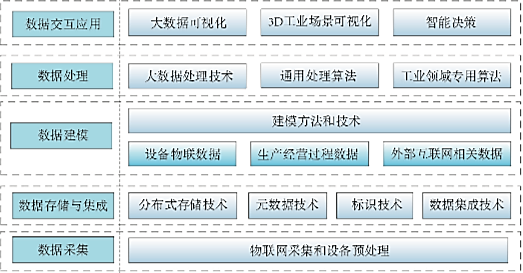 数据交互应用 大数据可视化 3D工业场景可视化 智能决策
数据处理 大数据处理技术 通用处理算法 工业领域专用算法
建模方法和技术
数据建模
设备物联数据 生产经营过程数据 外部互联网相关数据
数据存储与集成 分布式存储技术 元数据技术 标识技术 数据集成技术
数据采集 物联网采集和设备预处理